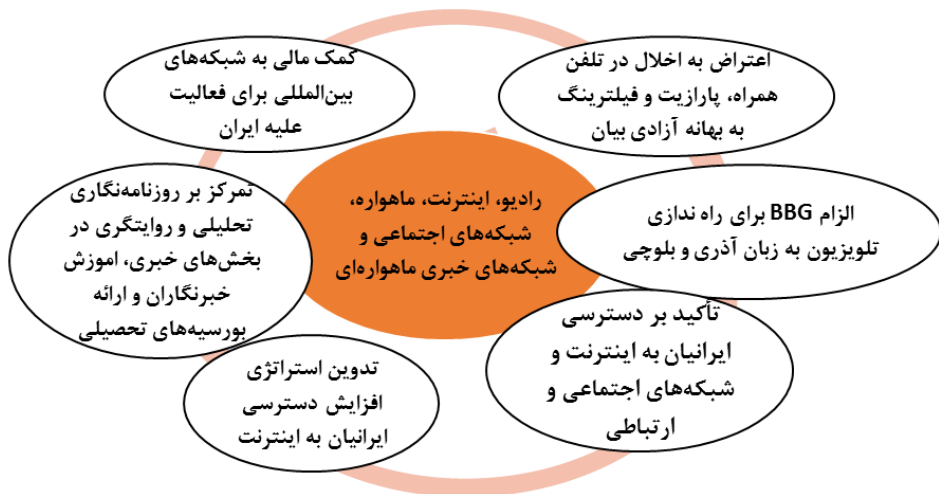 رادیو، اینترنت، ماهواره،
شبکه‌های اجتماعی و
شبکه‌های خبری ماهواره‌ای
اعتراض به اخلال در تلفن
همراه، پارازیت و فیلترینگ
به بهانه آزادی بیان
الزام BBG برای راه ندازی
تلویزیون به زبان آذری و بلوچی
تأکید بر دسترسی
ایرانیان به اینترنت و
شبکه‌های اجتماعی و
ارتباطی
تدوین استراتژی
افزایش دسترسی
ایرانیان به اینترنت
تمرکز بر روزنامه‌نگاری
تحلیلی و روایتگری در
بخش‌های خبری، اموزش
خبرنگاران و ارائه
بورسیه‌های تحصیلی
کمک مالی به شبکه‌های
بین‌المللی برای فعالیت
علیه ایران